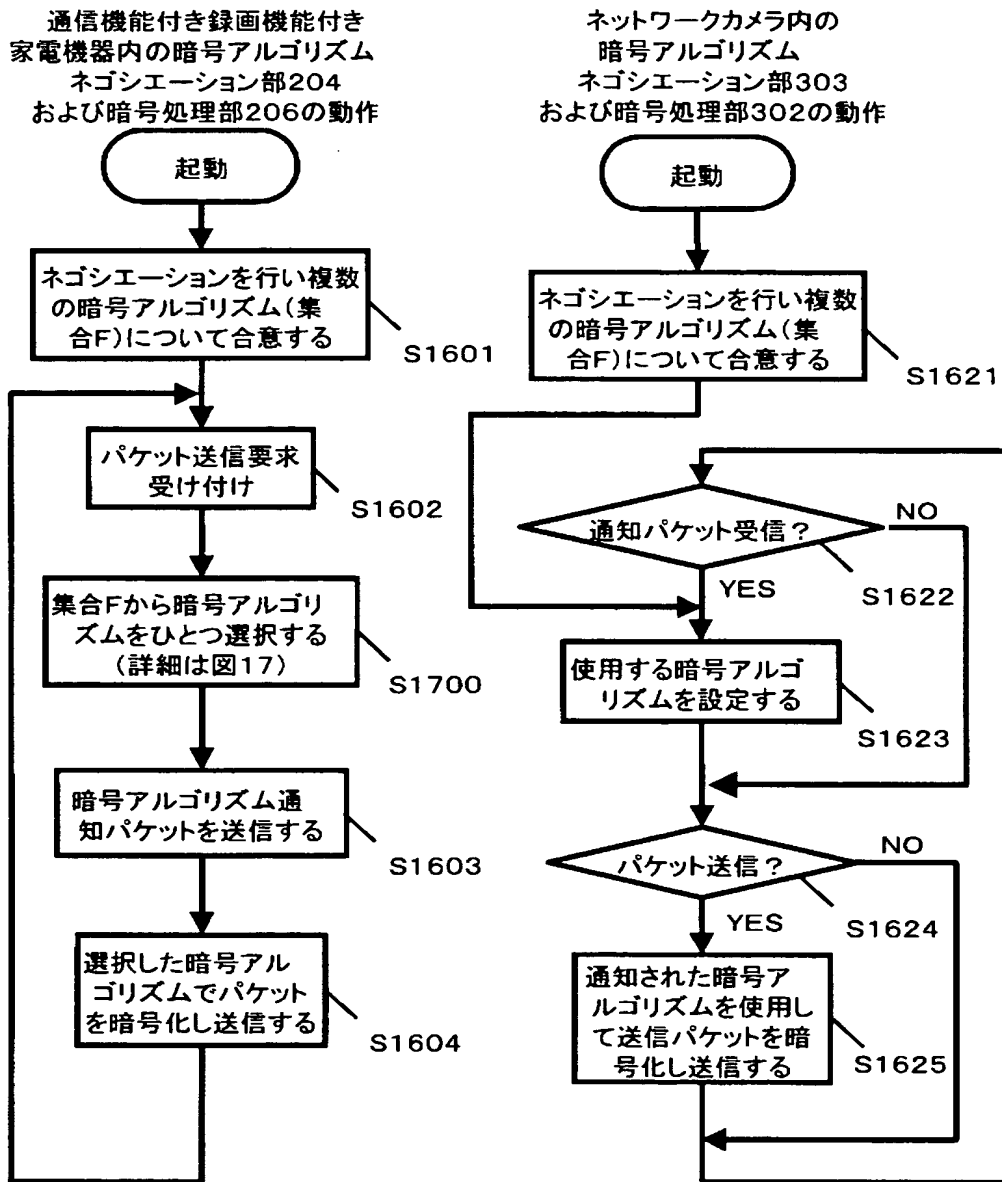 通信機能付き録画機能付き
家電機器内の暗号アルゴリズム
ネゴシエーション部204
および暗号処理部206の動作
起動
ネゴシエーションを行い複数
の暗号アルゴリズム(集
合F)について合意する
S1601
パケット送信要求
受け付け
S1602
集合Fから暗号アルゴリ
ズムをひとつ選択する
(詳細は図17)
S1700
暗号アルゴリズム通
知パケットを送信する
S1603
選択した暗号アル
ゴリズムでパケット
を暗号化し送信する
S1604
ネットワークカメラ内の
暗号アルゴリズム
ネゴシエーション部303
および暗号処理部302の動作
起動
ネゴシエーションを行い複数
の暗号アルゴリズム(集
合F)について合意する
S1621
通知パケット受信?
NO
S1622
YES
使用する暗号アルゴ
リズムを設定する
S1623
パケット送信?
NO
S1624
YES
通知された暗号ア
ルゴリズムを使用し
て送信パケットを暗
号化し送信する
S1625